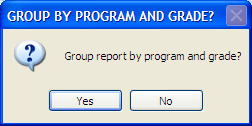 GROUP BY PROGRAM AND GRADE?
Group report by program and grade?
Yes No